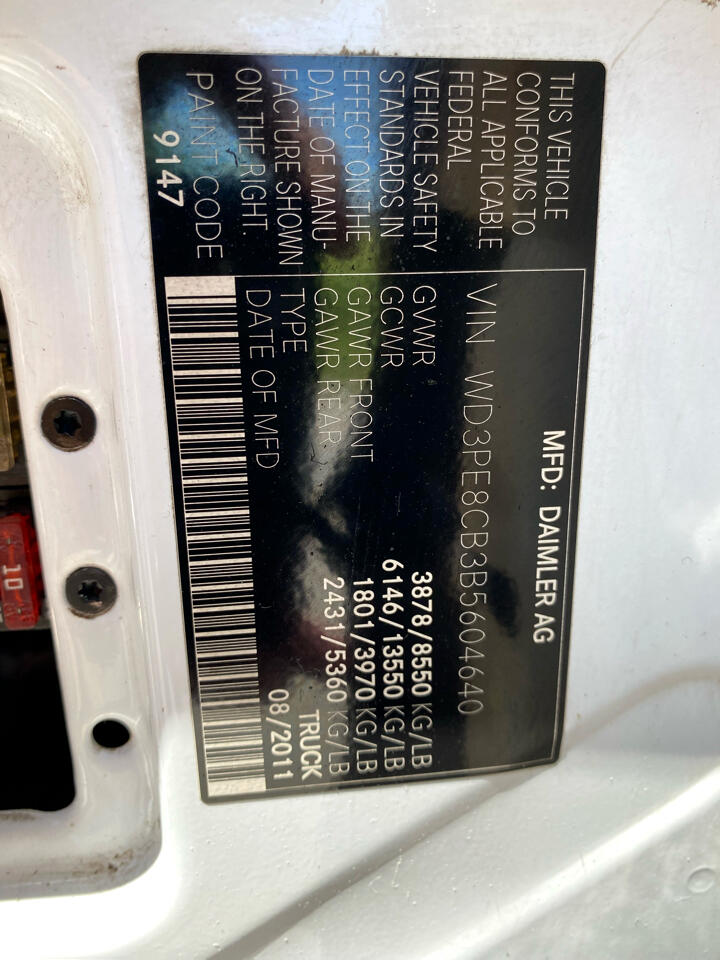 THIS VEHICLE
CONFORMS TO
ALL APPLICABLE
FEDERAL
VEHICLE SAFETY
STANDARDS IN
EFFECT ON THE
DATE OF MANU-
FACTURE SHOWN
ON THE RIGHT.
PAINT CODE
9147
MFD: DAIMLER AG
VIN WD3PE8CB3B5604640
GVWR 3878/8550 KG/LB
GCWR 6146/13550 KG/LB
GAWR FRONT 1801/3970 KG/LB
GAWR REAR 2431/5360 KG/LB
TYPE TRUCK
DATE OF MFD 08/2011
10